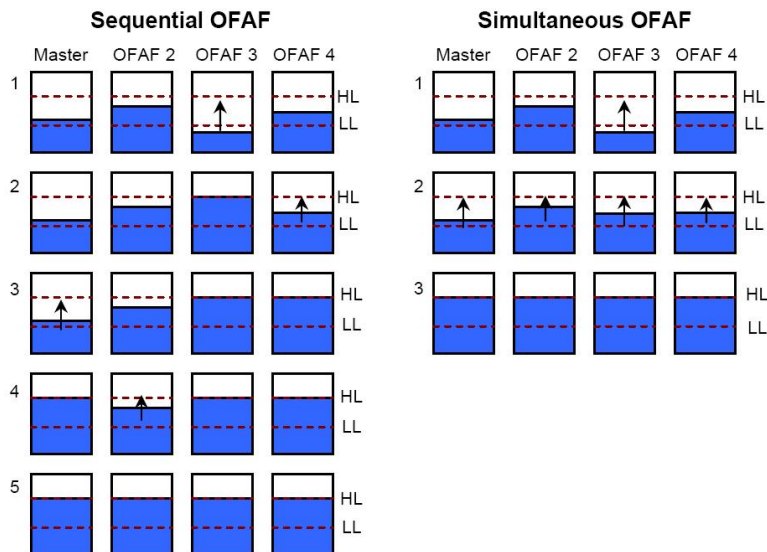 Sequential OFAF
Master OFAF 2 OFAF 3 OFAF 4
1 HL
LL
2 HL
LL
3 HL
LL
4 HL
LL
5 HL
LL
Simultaneous OFAF
Master OFAF 2 OFAF 3 OFAF 4
1 HL
LL
2 HL
LL
3 HL
LL